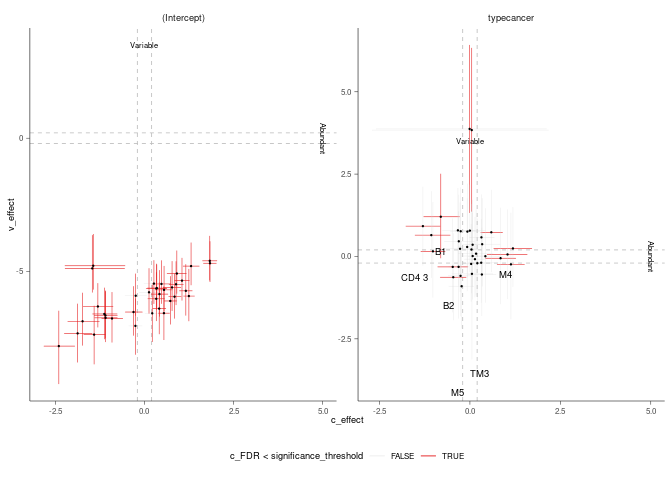 (Intercept)
typecancer
v_effect
0
-5
Variable
Abundant
-2.5
0.0
2.5
5.0
5.0
2.5
0.0
-2.5
Variable
Abundant
B1
CD4 3
M4
B2
TM3
M5
-2.5
0.0
2.5
5.0
c_effect
c_FDR < significance_threshold
FALSE
TRUE